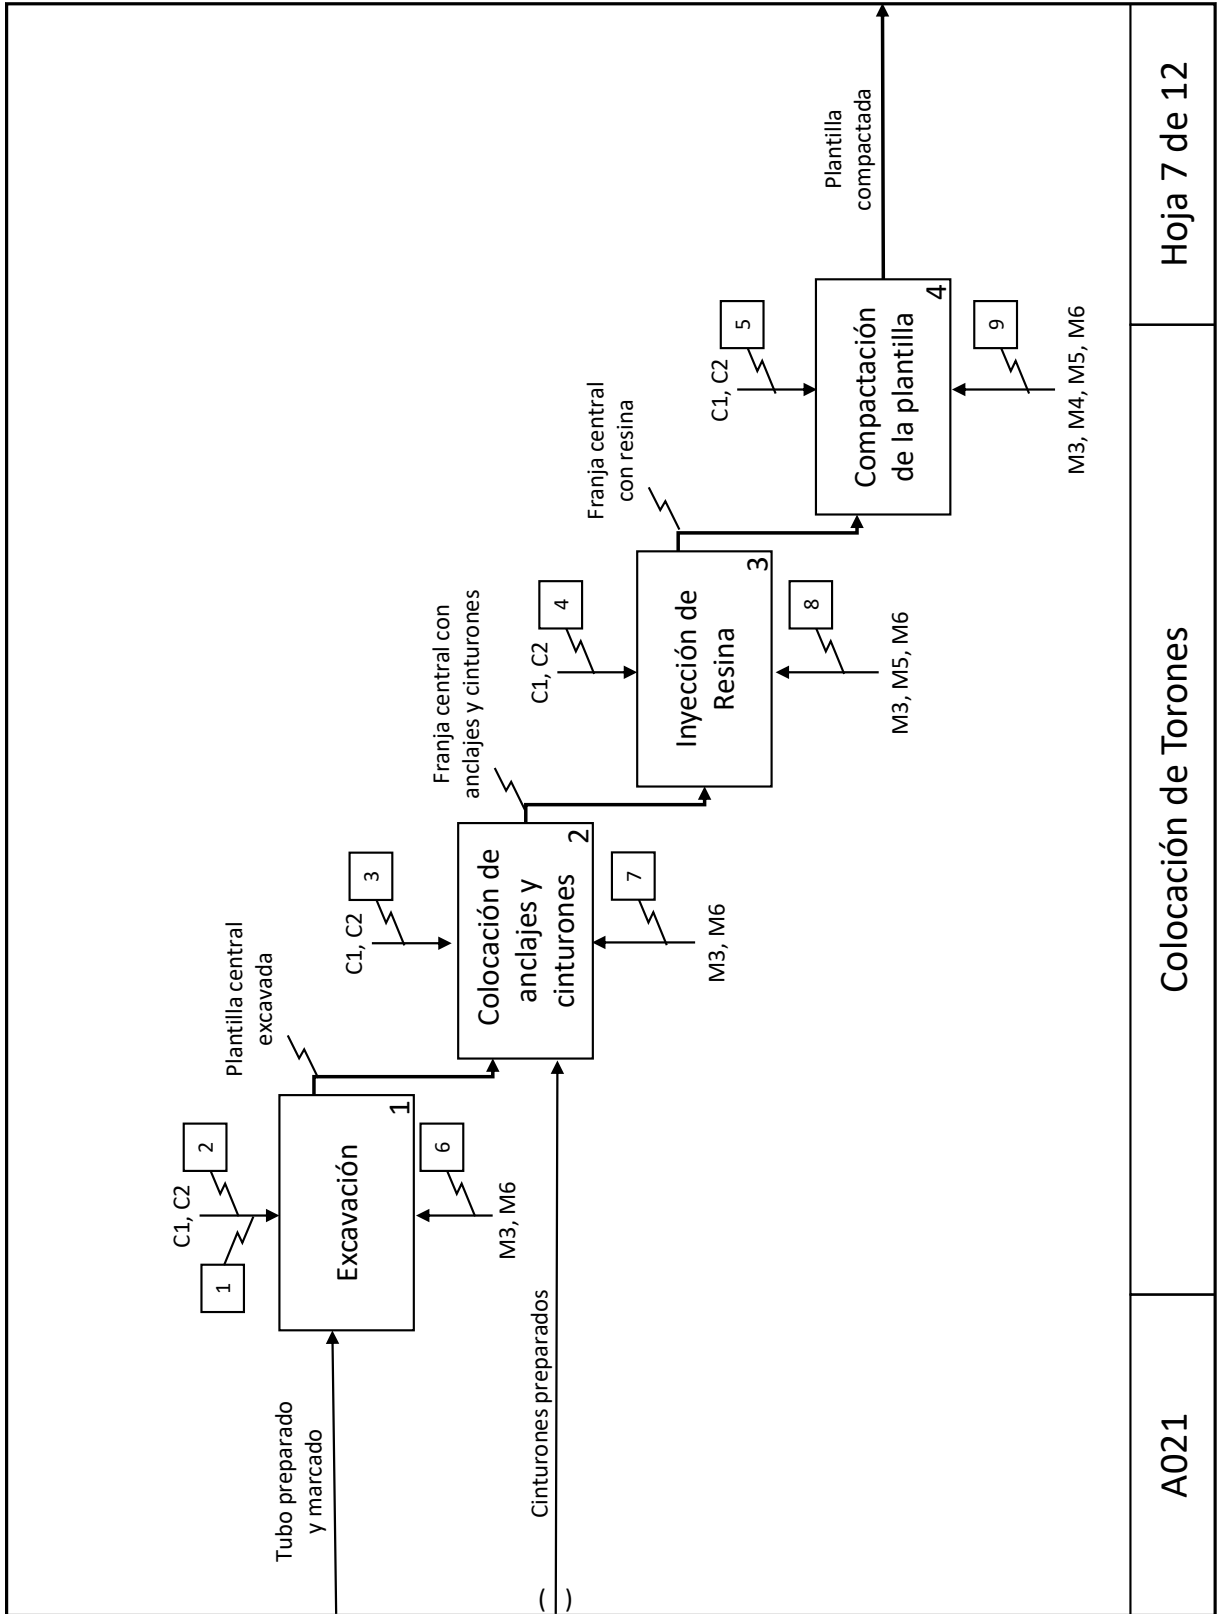 Tubo preparado
y marcado
( )
Cinturones preparados
1
C1, C2
2
Excavación
1
6
M3, M6
Plantilla central
excavada
C1, C2
3
Colocación de
anclajes y
cinturones
2
7
M3, M6
Franja central con
anclajes y cinturones
C1, C2
4
Inyección de
Resina
3
8
M3, M5, M6
Franja central
con resina
C1, C2
5
Compactación
de la plantilla
4
9
M3, M4, M5, M6
Plantilla
compactada
A021
Colocación de Torones
Hoja 7 de 12